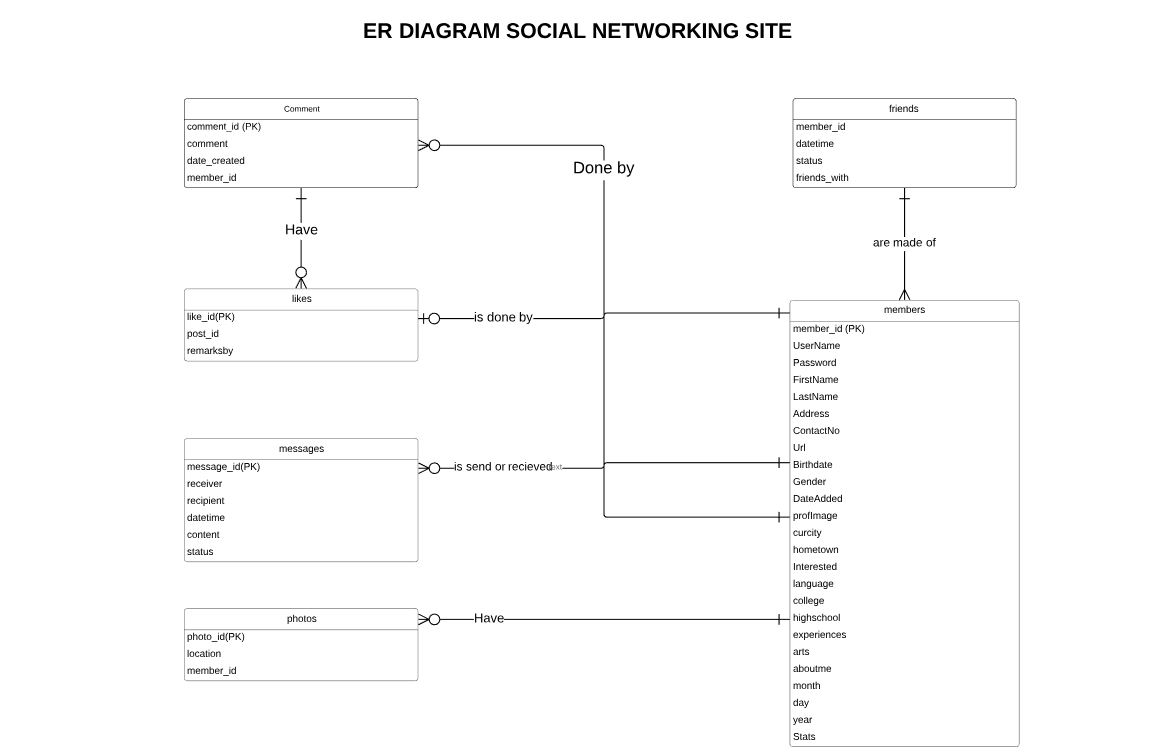 ER DIAGRAM SOCIAL NETWORKING SITE
Comment
comment_id (PK)
comment
date_created
member_id
friends
member_id
datetime
status
friends_with
Done by
Have
are made of
likes
like_id(PK)
post_id
remarksby
is done by
members
member_id (PK)
UserName
Password
FirstName
LastName
Address
ContactNo
Url
Birthdate
Gender
DateAdded
profImage
curcity
hometown
Interested
language
college
highschool
experiences
arts
aboutme
month
day
year
Stats
messages
message_id(PK)
receiver
recipient
datetime
content
status
is send or recieved
photos
photo_id(PK)
location
member_id
Have